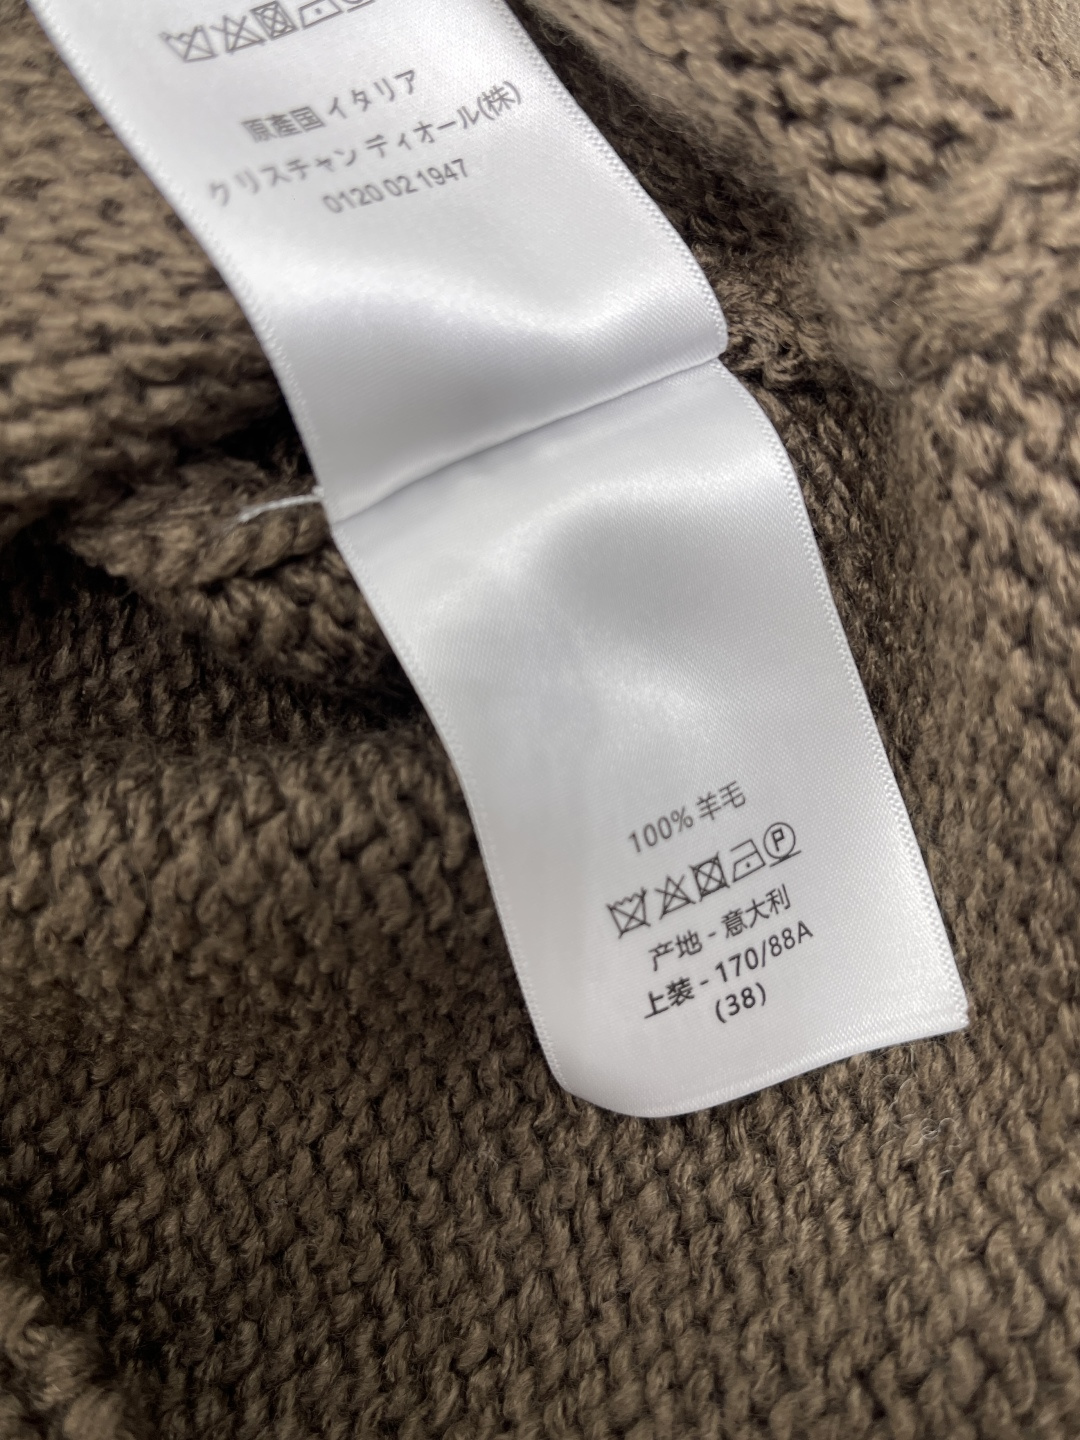 原産国 イタリア
クリスチャン ディオール(株)
0120 02 1947
100% 羊毛
P
产地 - 意大利
上装 - 170/88A
(38)